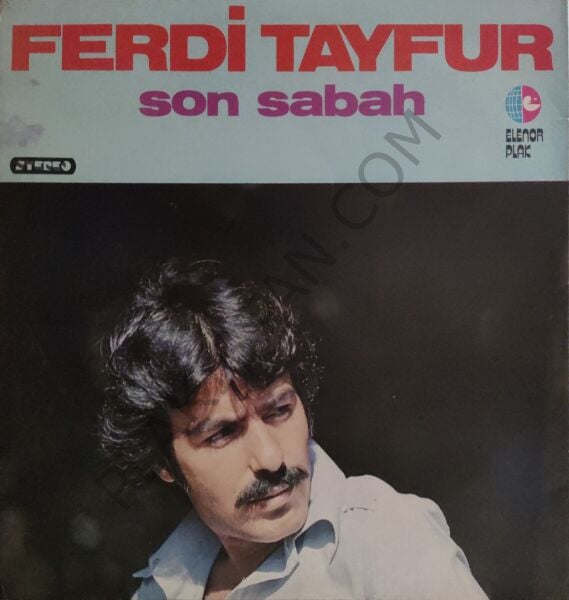 FERDİ TAYFUR
son sabah
ELENOR
PLAK
STEREO